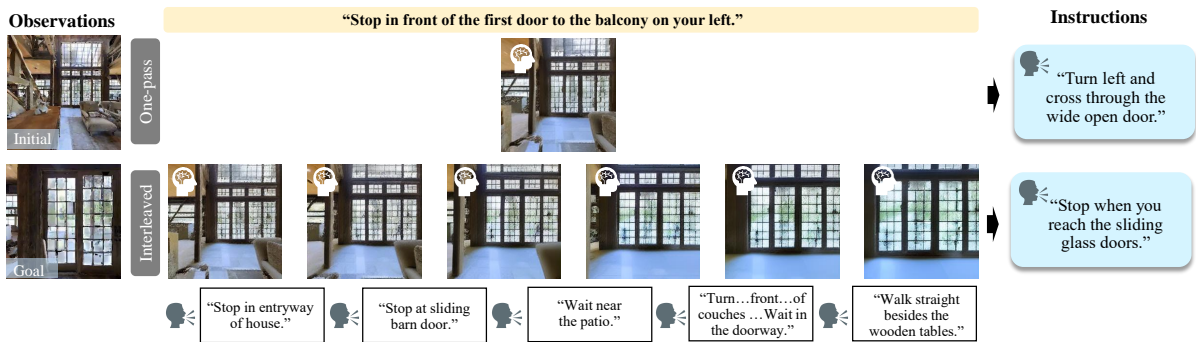 Observations
“Stop in front of the first door to the balcony on your left.”
Instructions
Initial
One-pass
“Turn left and
cross through the
wide open door.”
Goal
Interleaved
“Stop when you
reach the sliding
glass doors.”
“Stop in entryway
of house.”
“Stop at sliding
barn door.”
“Wait near
the patio.”
“Turn…front…of
couches …Wait in
the doorway.”
“Walk straight
besides the
wooden tables.”